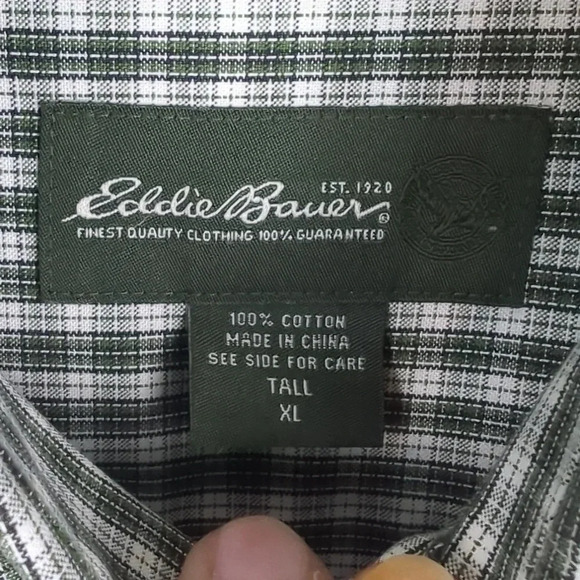 EST. 1920
Eddie Bauer®
FINEST QUALITY CLOTHING 100% GUARANTEED
100% COTTON
MADE IN CHINA
SEE SIDE FOR CARE
TALL
XL